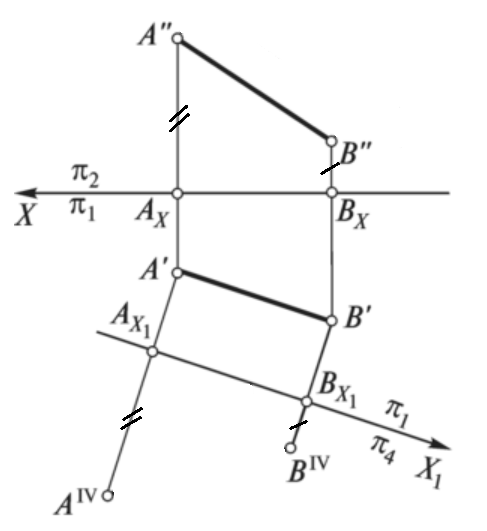 A″
B″
π₂
X π₁ A_X B_X
A′
B′
A_X₁
B_X₁ π₁
π₄ X₁
B^IV
A^IV